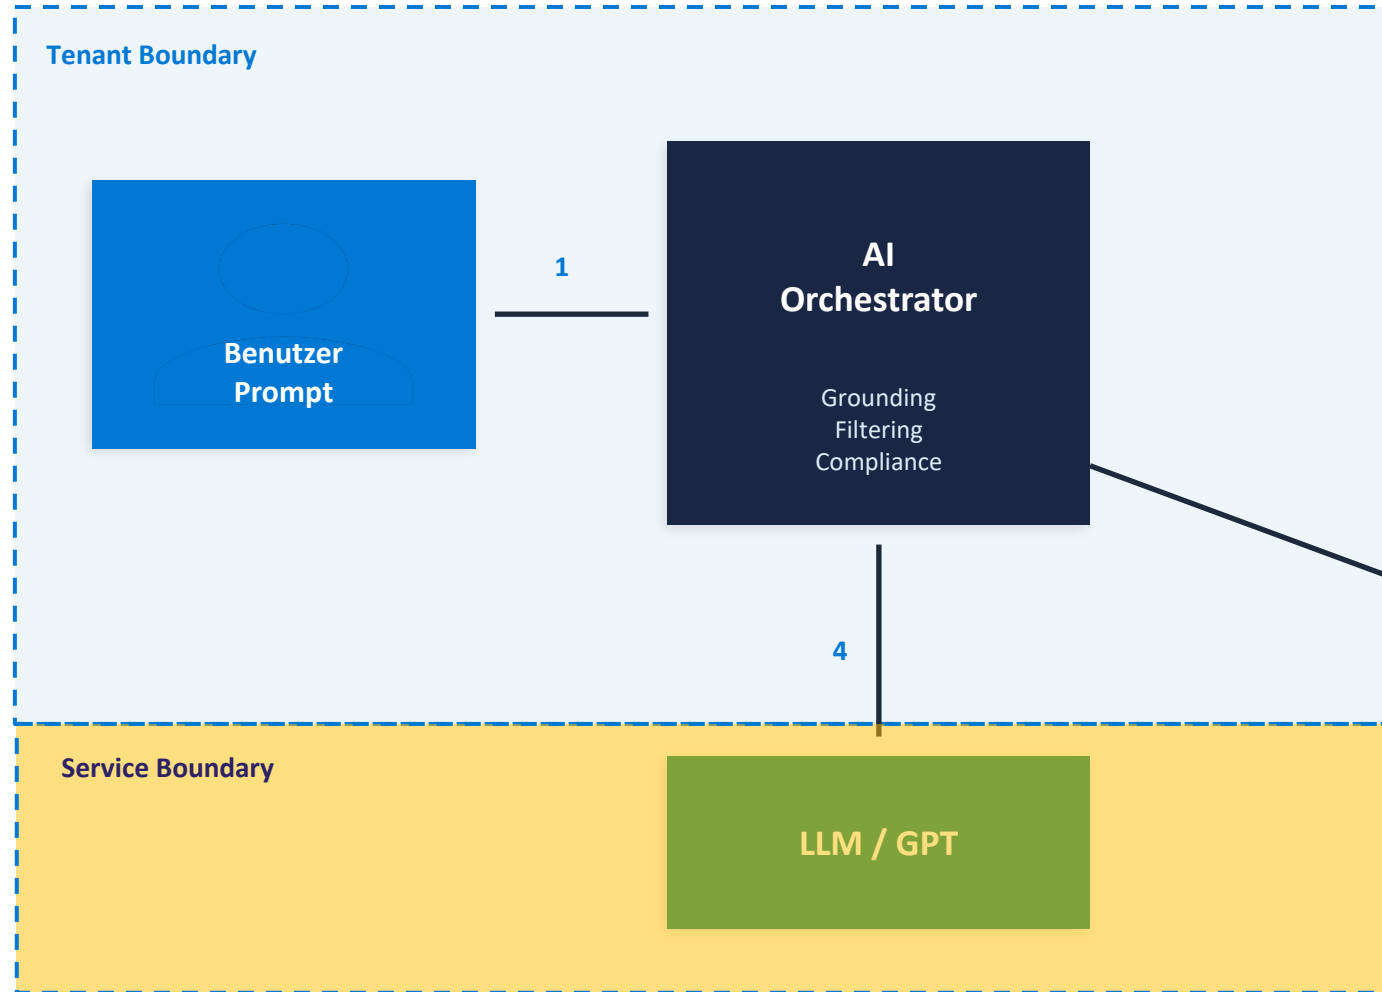 Tenant Boundary
1
Benutzer
Prompt
AI
Orchestrator
Grounding
Filtering
Compliance
4
Service Boundary
LLM / GPT